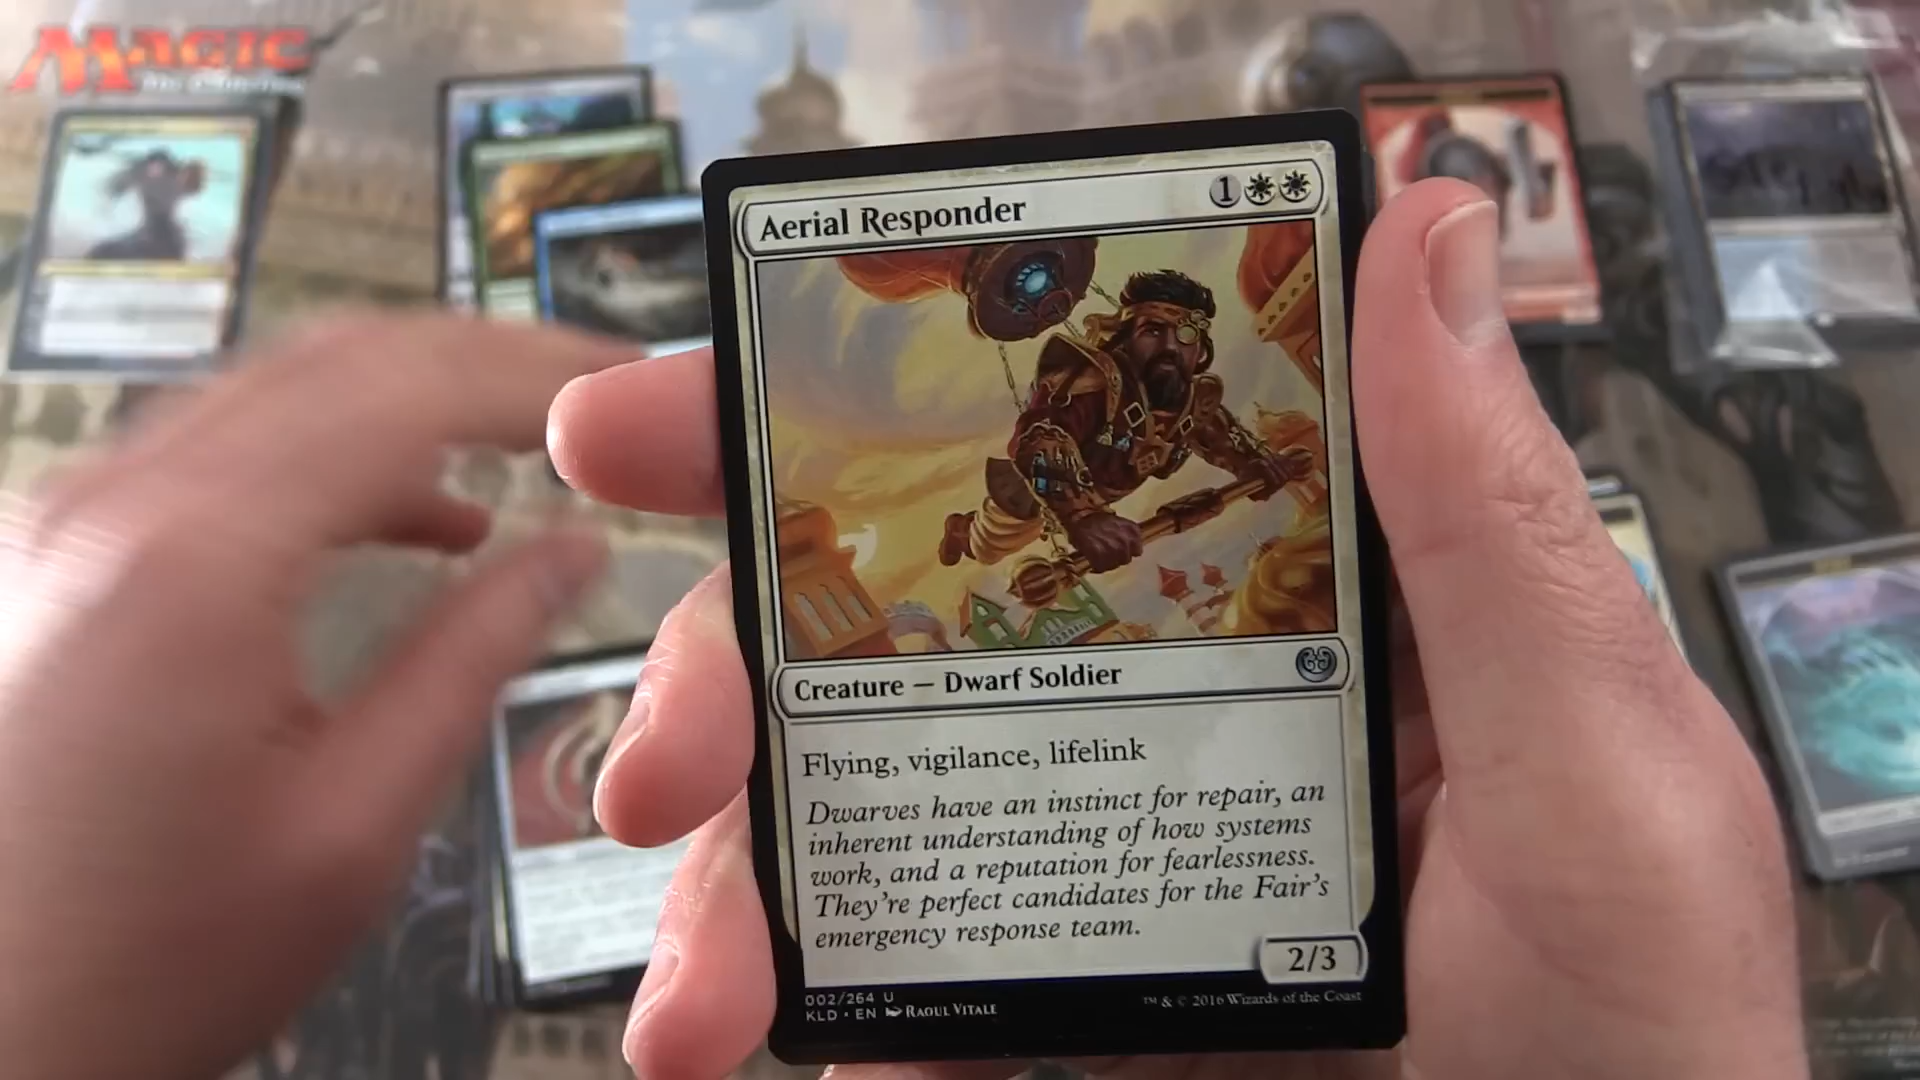 MAGIC
The Gathering
Aerial Responder
1
Creature — Dwarf Soldier
Flying, vigilance, lifelink
Dwarves have an instinct for repair, an
inherent understanding of how systems
work, and a reputation for fearlessness.
They're perfect candidates for the Fair's
emergency response team.
2/3
002/264 U
KLD • EN RAOUL VITALE
™ & © 2016 Wizards of the Coast